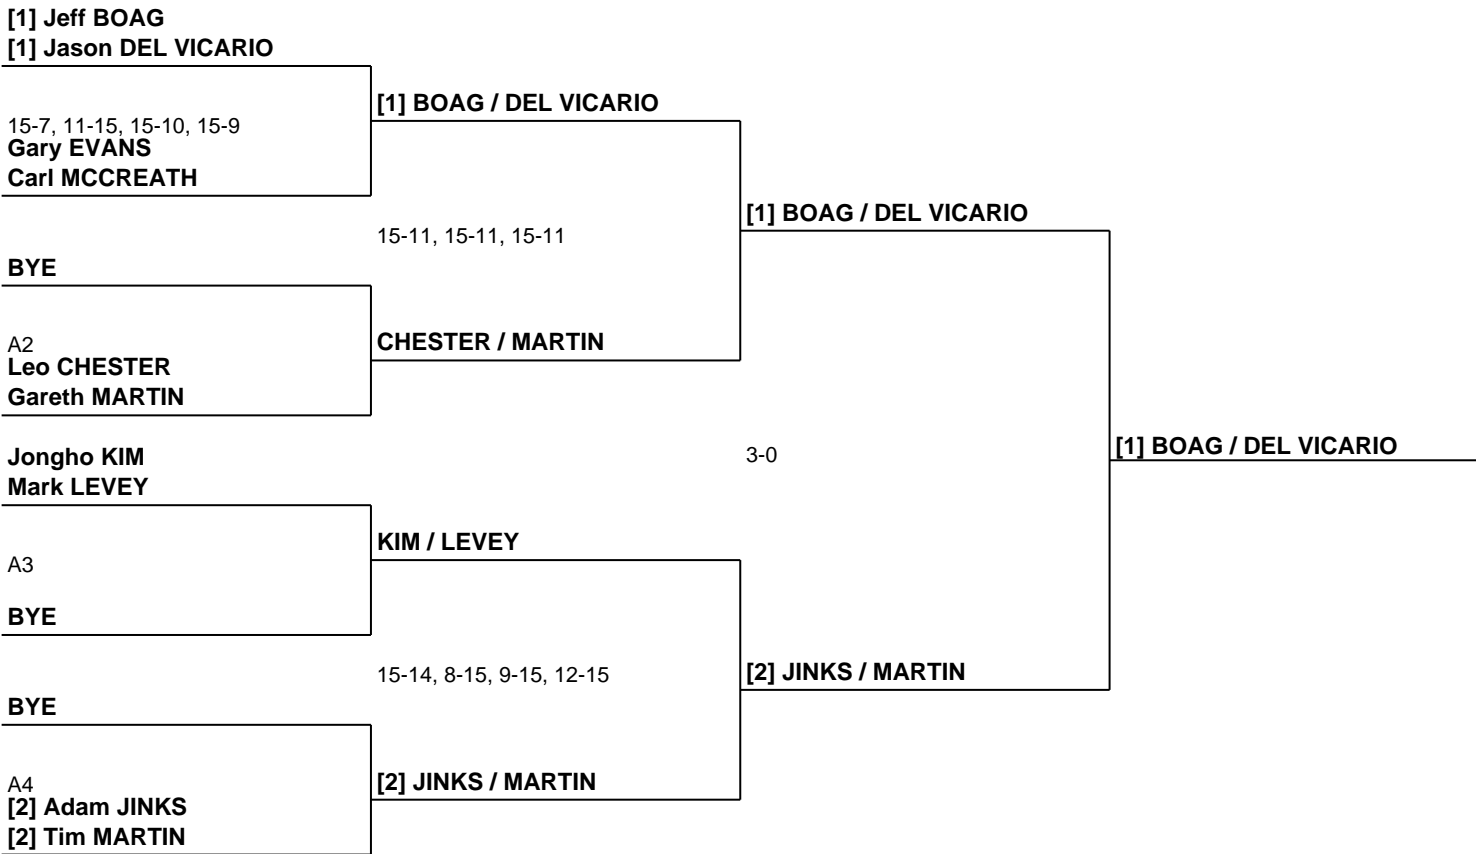 [1] Jeff BOAG
[1] Jason DEL VICARIO
[1] BOAG / DEL VICARIO
15-7, 11-15, 15-10, 15-9
Gary EVANS
Carl MCCREATH
[1] BOAG / DEL VICARIO
15-11, 15-11, 15-11
BYE
CHESTER / MARTIN
A2
Leo CHESTER
Gareth MARTIN
[1] BOAG / DEL VICARIO
3-0
Jongho KIM
Mark LEVEY
KIM / LEVEY
A3
BYE
[2] JINKS / MARTIN
15-14, 8-15, 9-15, 12-15
BYE
[2] JINKS / MARTIN
A4
[2] Adam JINKS
[2] Tim MARTIN